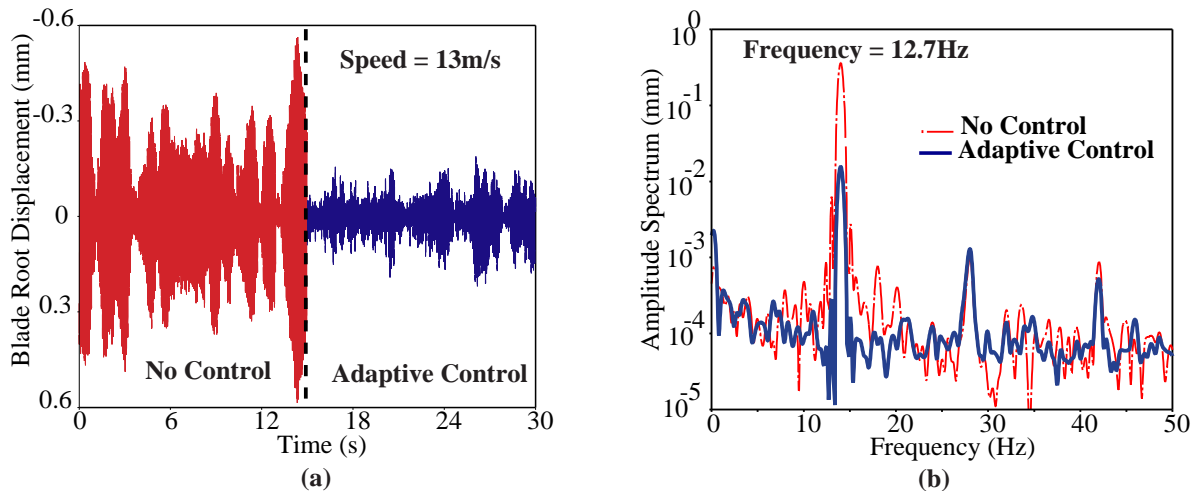 -0.6
-0.3
0
0.3
0.6
Blade Root Displacement (mm)
Speed = 13m/s
No Control
Adaptive Control
0 6 12 18 24 30
Time (s)
(a)
10^0
10^-1
10^-2
10^-3
10^-4
10^-5
Amplitude Spectrum (mm)
Frequency = 12.7Hz
No Control
Adaptive Control
0 10 20 30 40 50
Frequency (Hz)
(b)